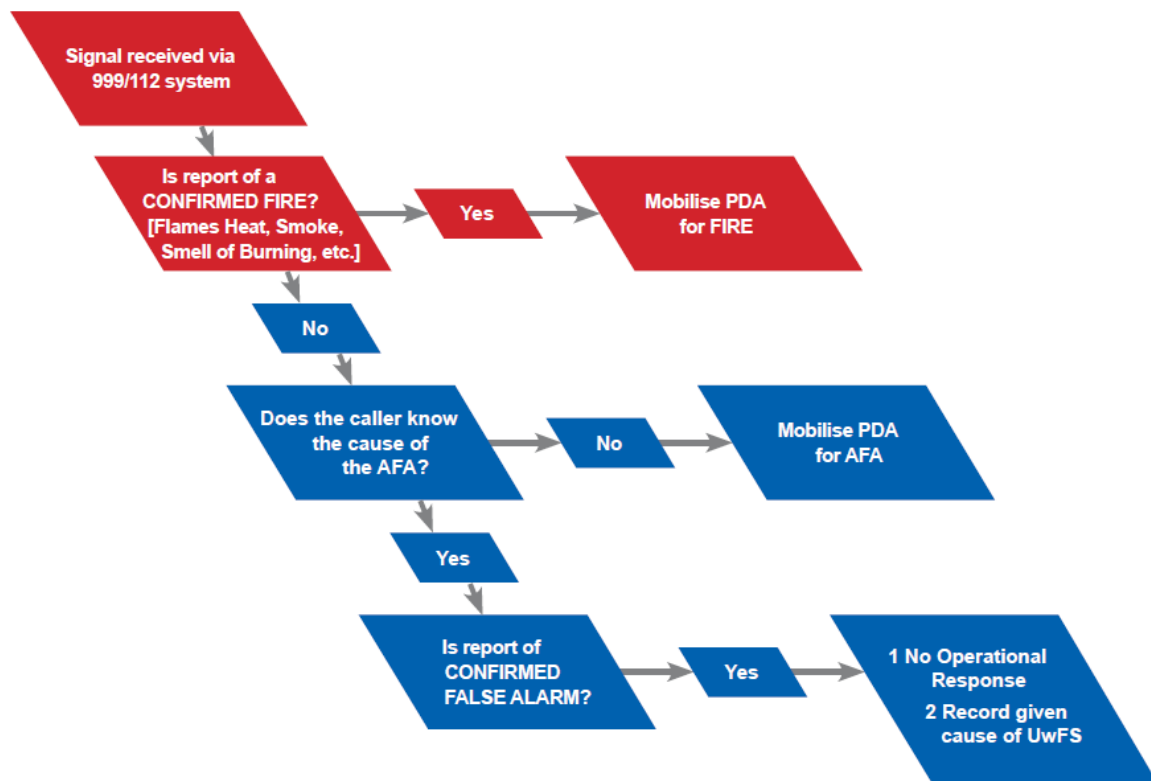 Signal received via
999/112 system
Is report of a
CONFIRMED FIRE?
[Flames Heat, Smoke,
Smell of Burning, etc.]
Yes
Mobilise PDA
for FIRE
No
Does the caller know
the cause of
the AFA?
No
Mobilise PDA
for AFA
Yes
Is report of
CONFIRMED
FALSE ALARM?
Yes
1 No Operational
Response
2 Record given
cause of UwFS